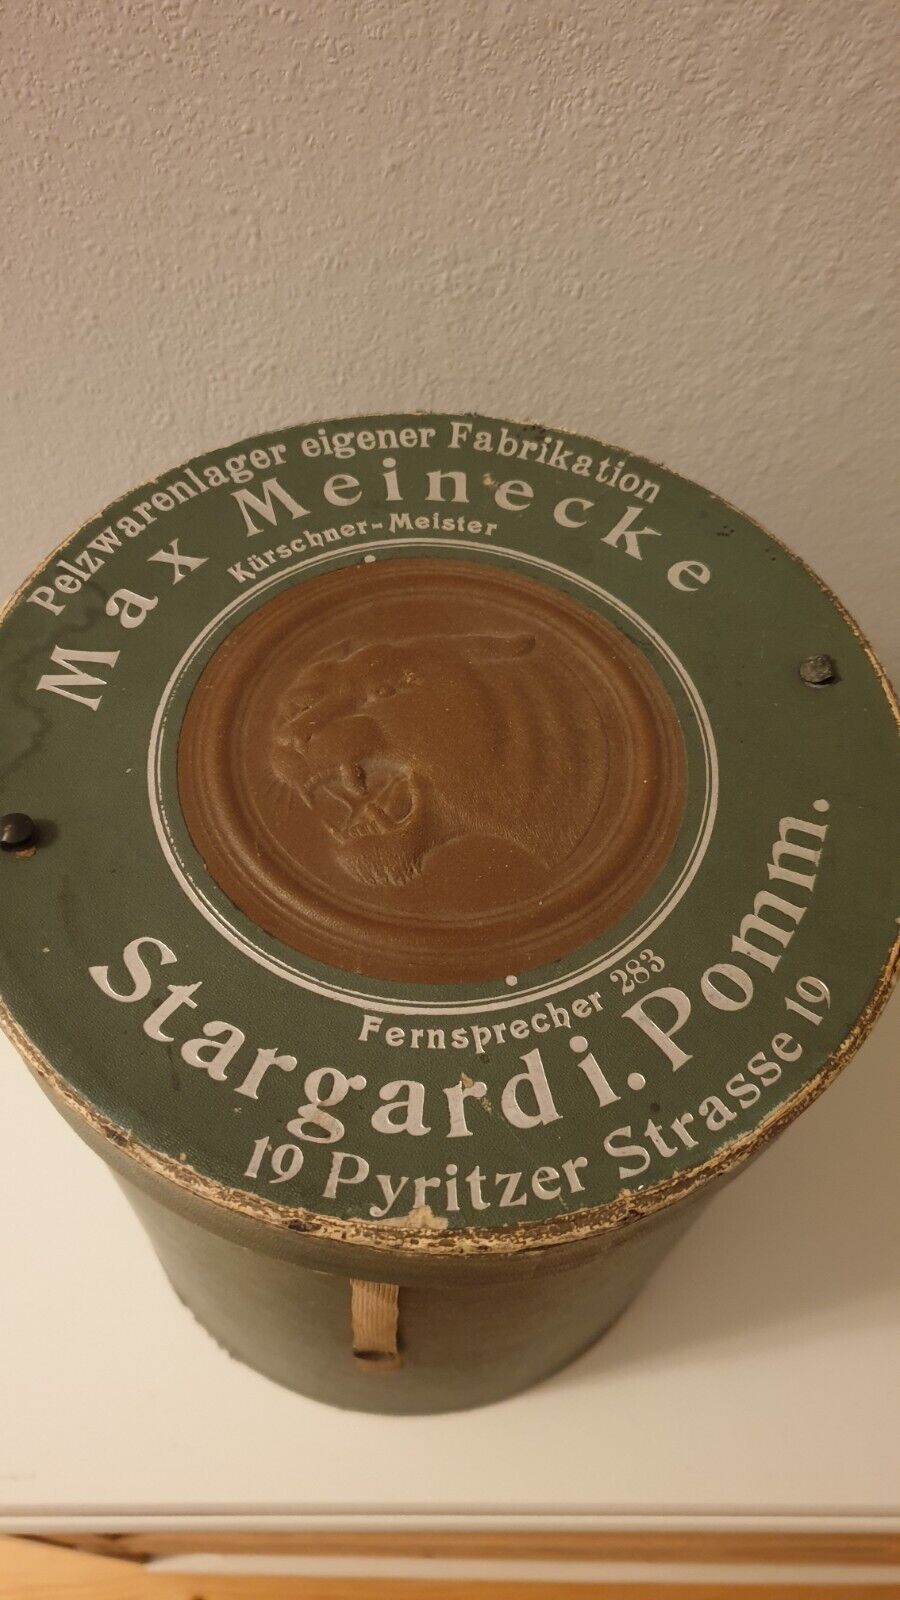 Pelzwarenlager eigener Fabrikation
Max Meinecke
Kürschner-Meister
Fernsprecher 283
Stargard i. Pomm.
19 Pyritzer Strasse 19